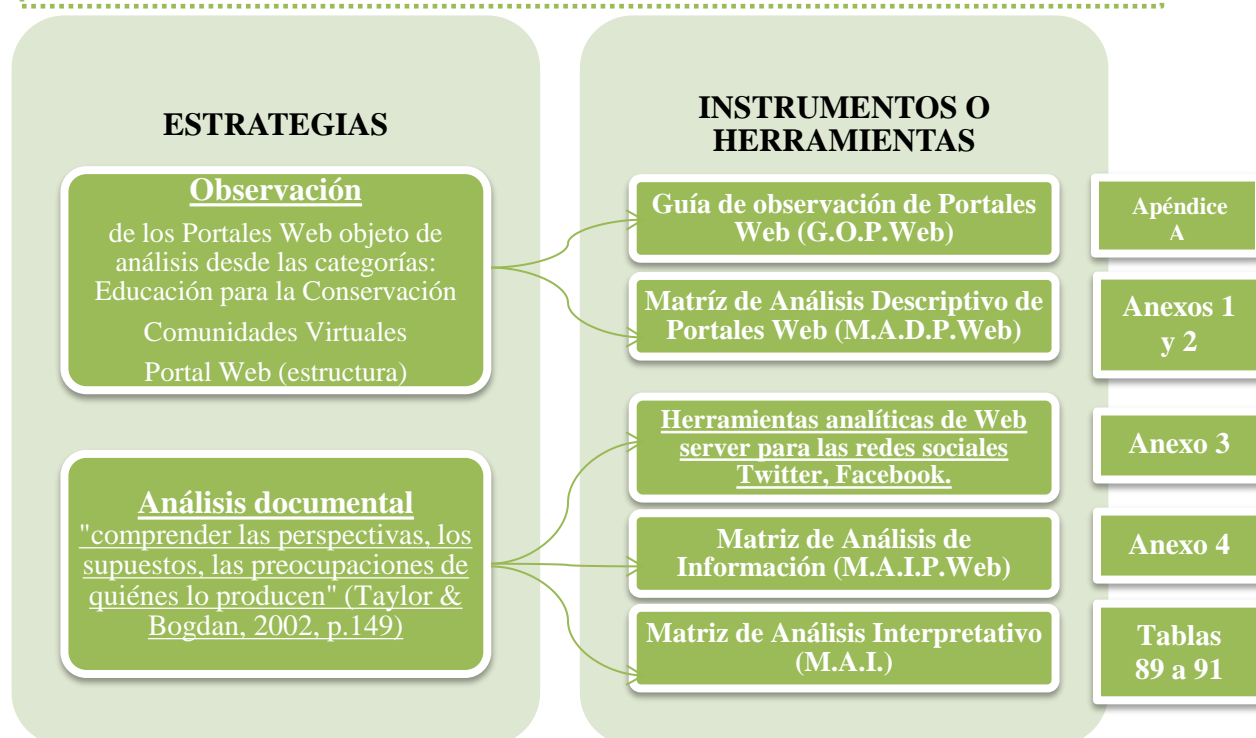 ESTRATEGIAS
Observación
de los Portales Web objeto de
análisis desde las categorías:
Educación para la Conservación
Comunidades Virtuales
Portal Web (estructura)
Análisis documental
"comprender las perspectivas, los
supuestos, las preocupaciones de
quiénes lo producen" (Taylor &
Bogdan, 2002, p.149)
INSTRUMENTOS O
HERRAMIENTAS
Guía de observación de Portales
Web (G.O.P.Web)
Apéndice
A
Matríz de Análisis Descriptivo de
Portales Web (M.A.D.P.Web)
Anexos 1
y 2
Herramientas analíticas de Web
server para las redes sociales
Twitter, Facebook.
Anexo 3
Matriz de Análisis de
Información (M.A.I.P.Web)
Anexo 4
Matriz de Análisis Interpretativo
(M.A.I.)
Tablas
89 a 91